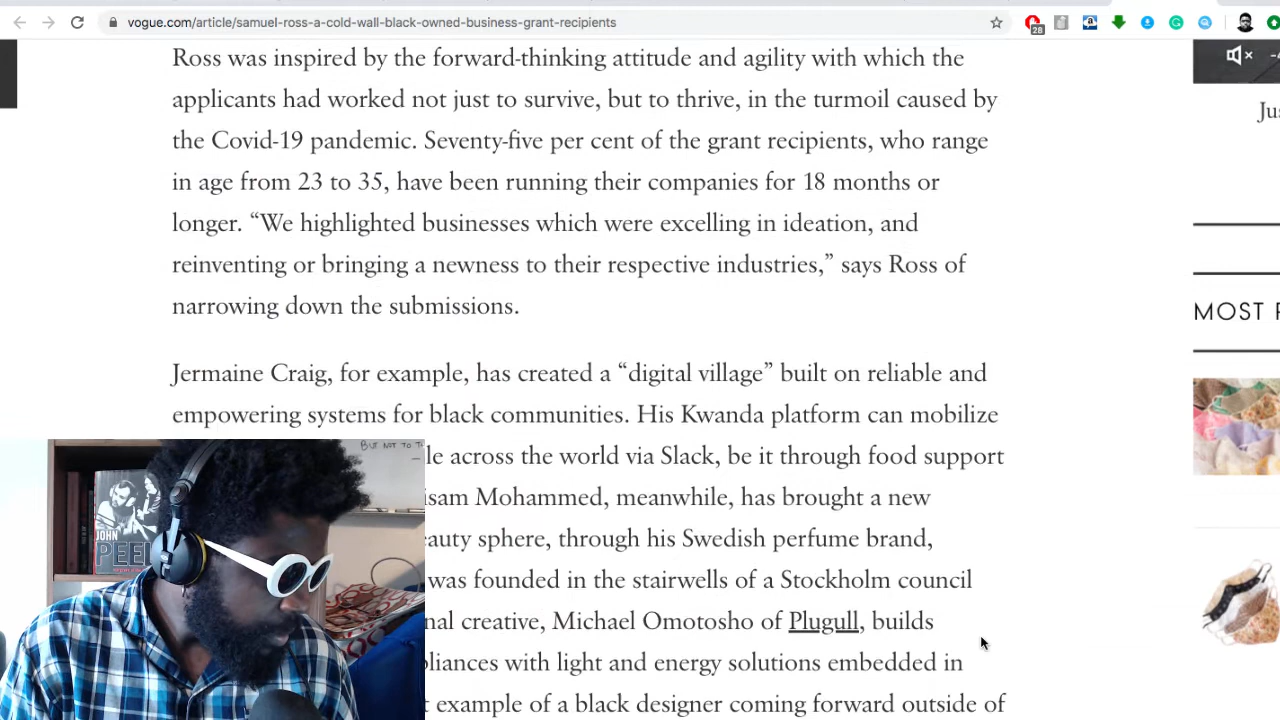 vogue.com/article/samuel-ross-a-cold-wall-black-owned-business-grant-recipients
28
Ross was inspired by the forward-thinking attitude and agility with which the
applicants had worked not just to survive, but to thrive, in the turmoil caused by
the Covid-19 pandemic. Seventy-five per cent of the grant recipients, who range
in age from 23 to 35, have been running their companies for 18 months or
longer. “We highlighted businesses which were excelling in ideation, and
reinventing or bringing a newness to their respective industries,” says Ross of
narrowing down the submissions.
Jermaine Craig, for example, has created a “digital village” built on reliable and
empowering systems for black communities. His Kwanda platform can mobilize
le across the world via Slack, be it through food support
isam Mohammed, meanwhile, has brought a new
eauty sphere, through his Swedish perfume brand,
was founded in the stairwells of a Stockholm council
nal creative, Michael Omotosho of Plugull, builds
pliances with light and energy solutions embedded in
t example of a black designer coming forward outside of
Jus
MOST
BUT NOT TO
JOHN
PEEL